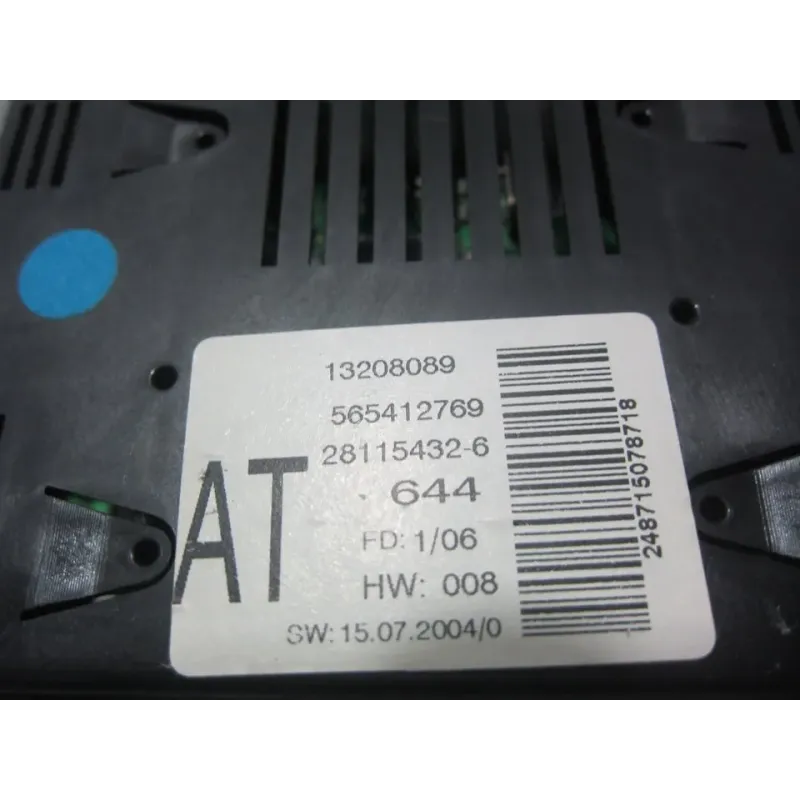 13208089
565412769
28115432-6
AT
644
FD: 1/06
HW: 008
SW: 15.07.2004/0
248715078718